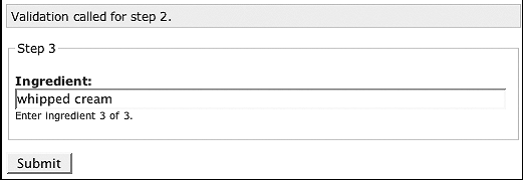 Validation called for step 2.
Step 3
Ingredient:
whipped cream
Enter ingredient 3 of 3.
Submit